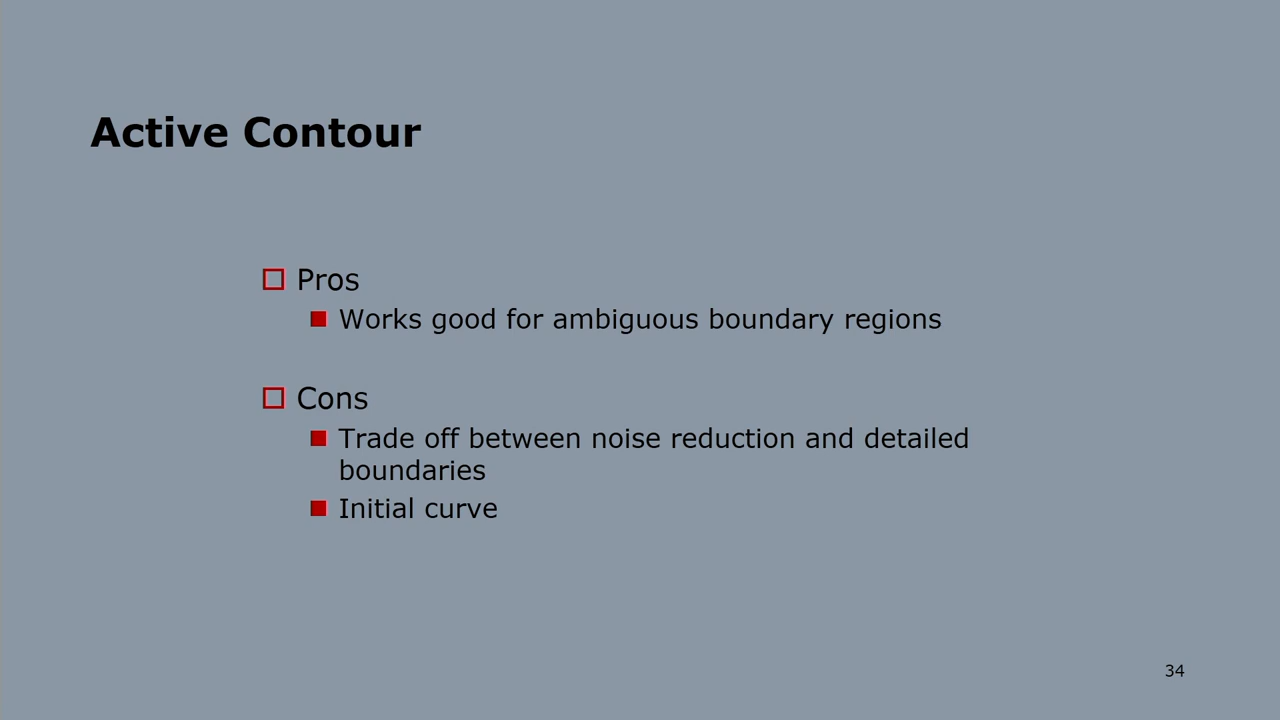 Active Contour
Pros
Works good for ambiguous boundary regions
Cons
Trade off between noise reduction and detailed
boundaries
Initial curve
34